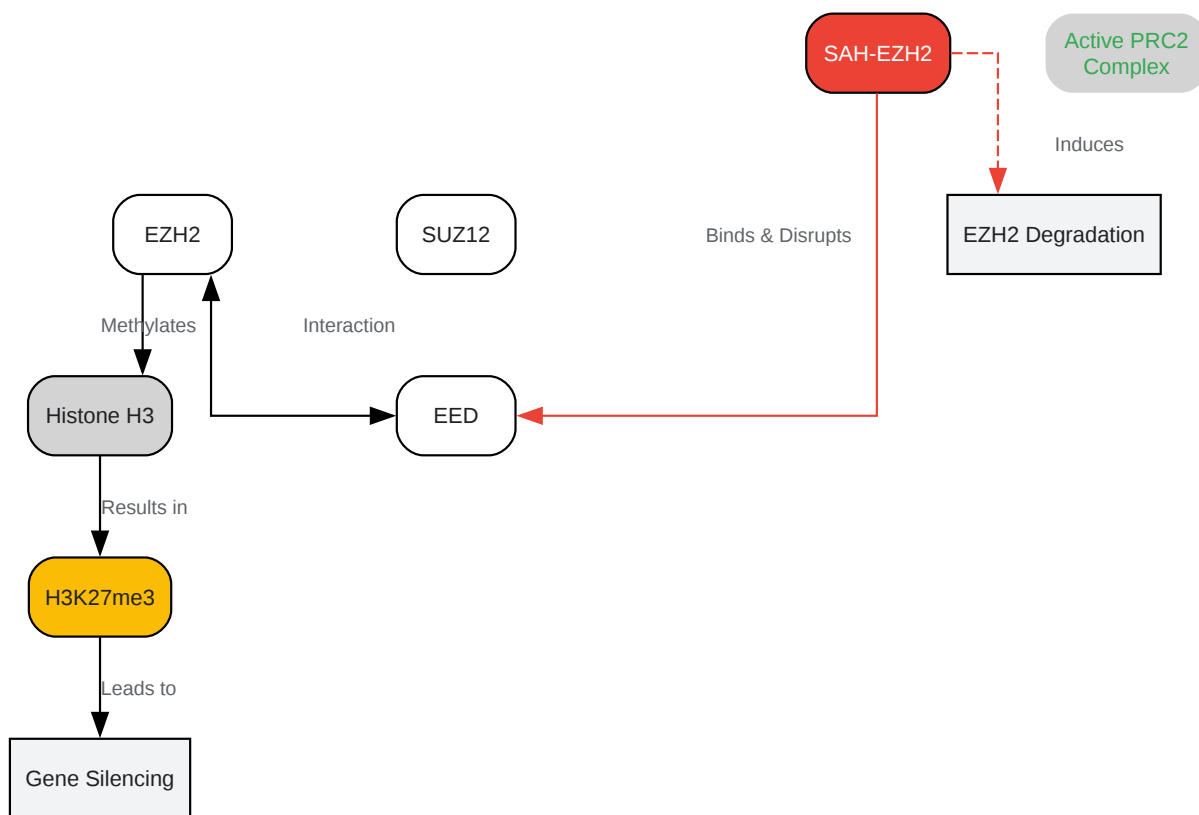 SAH-EZH2
Active PRC2
Complex
Induces
EZH2
SUZ12
Binds & Disrupts
EZH2 Degradation
Methylates
Interaction
Histone H3
EED
Results in
H3K27me3
Leads to
Gene Silencing